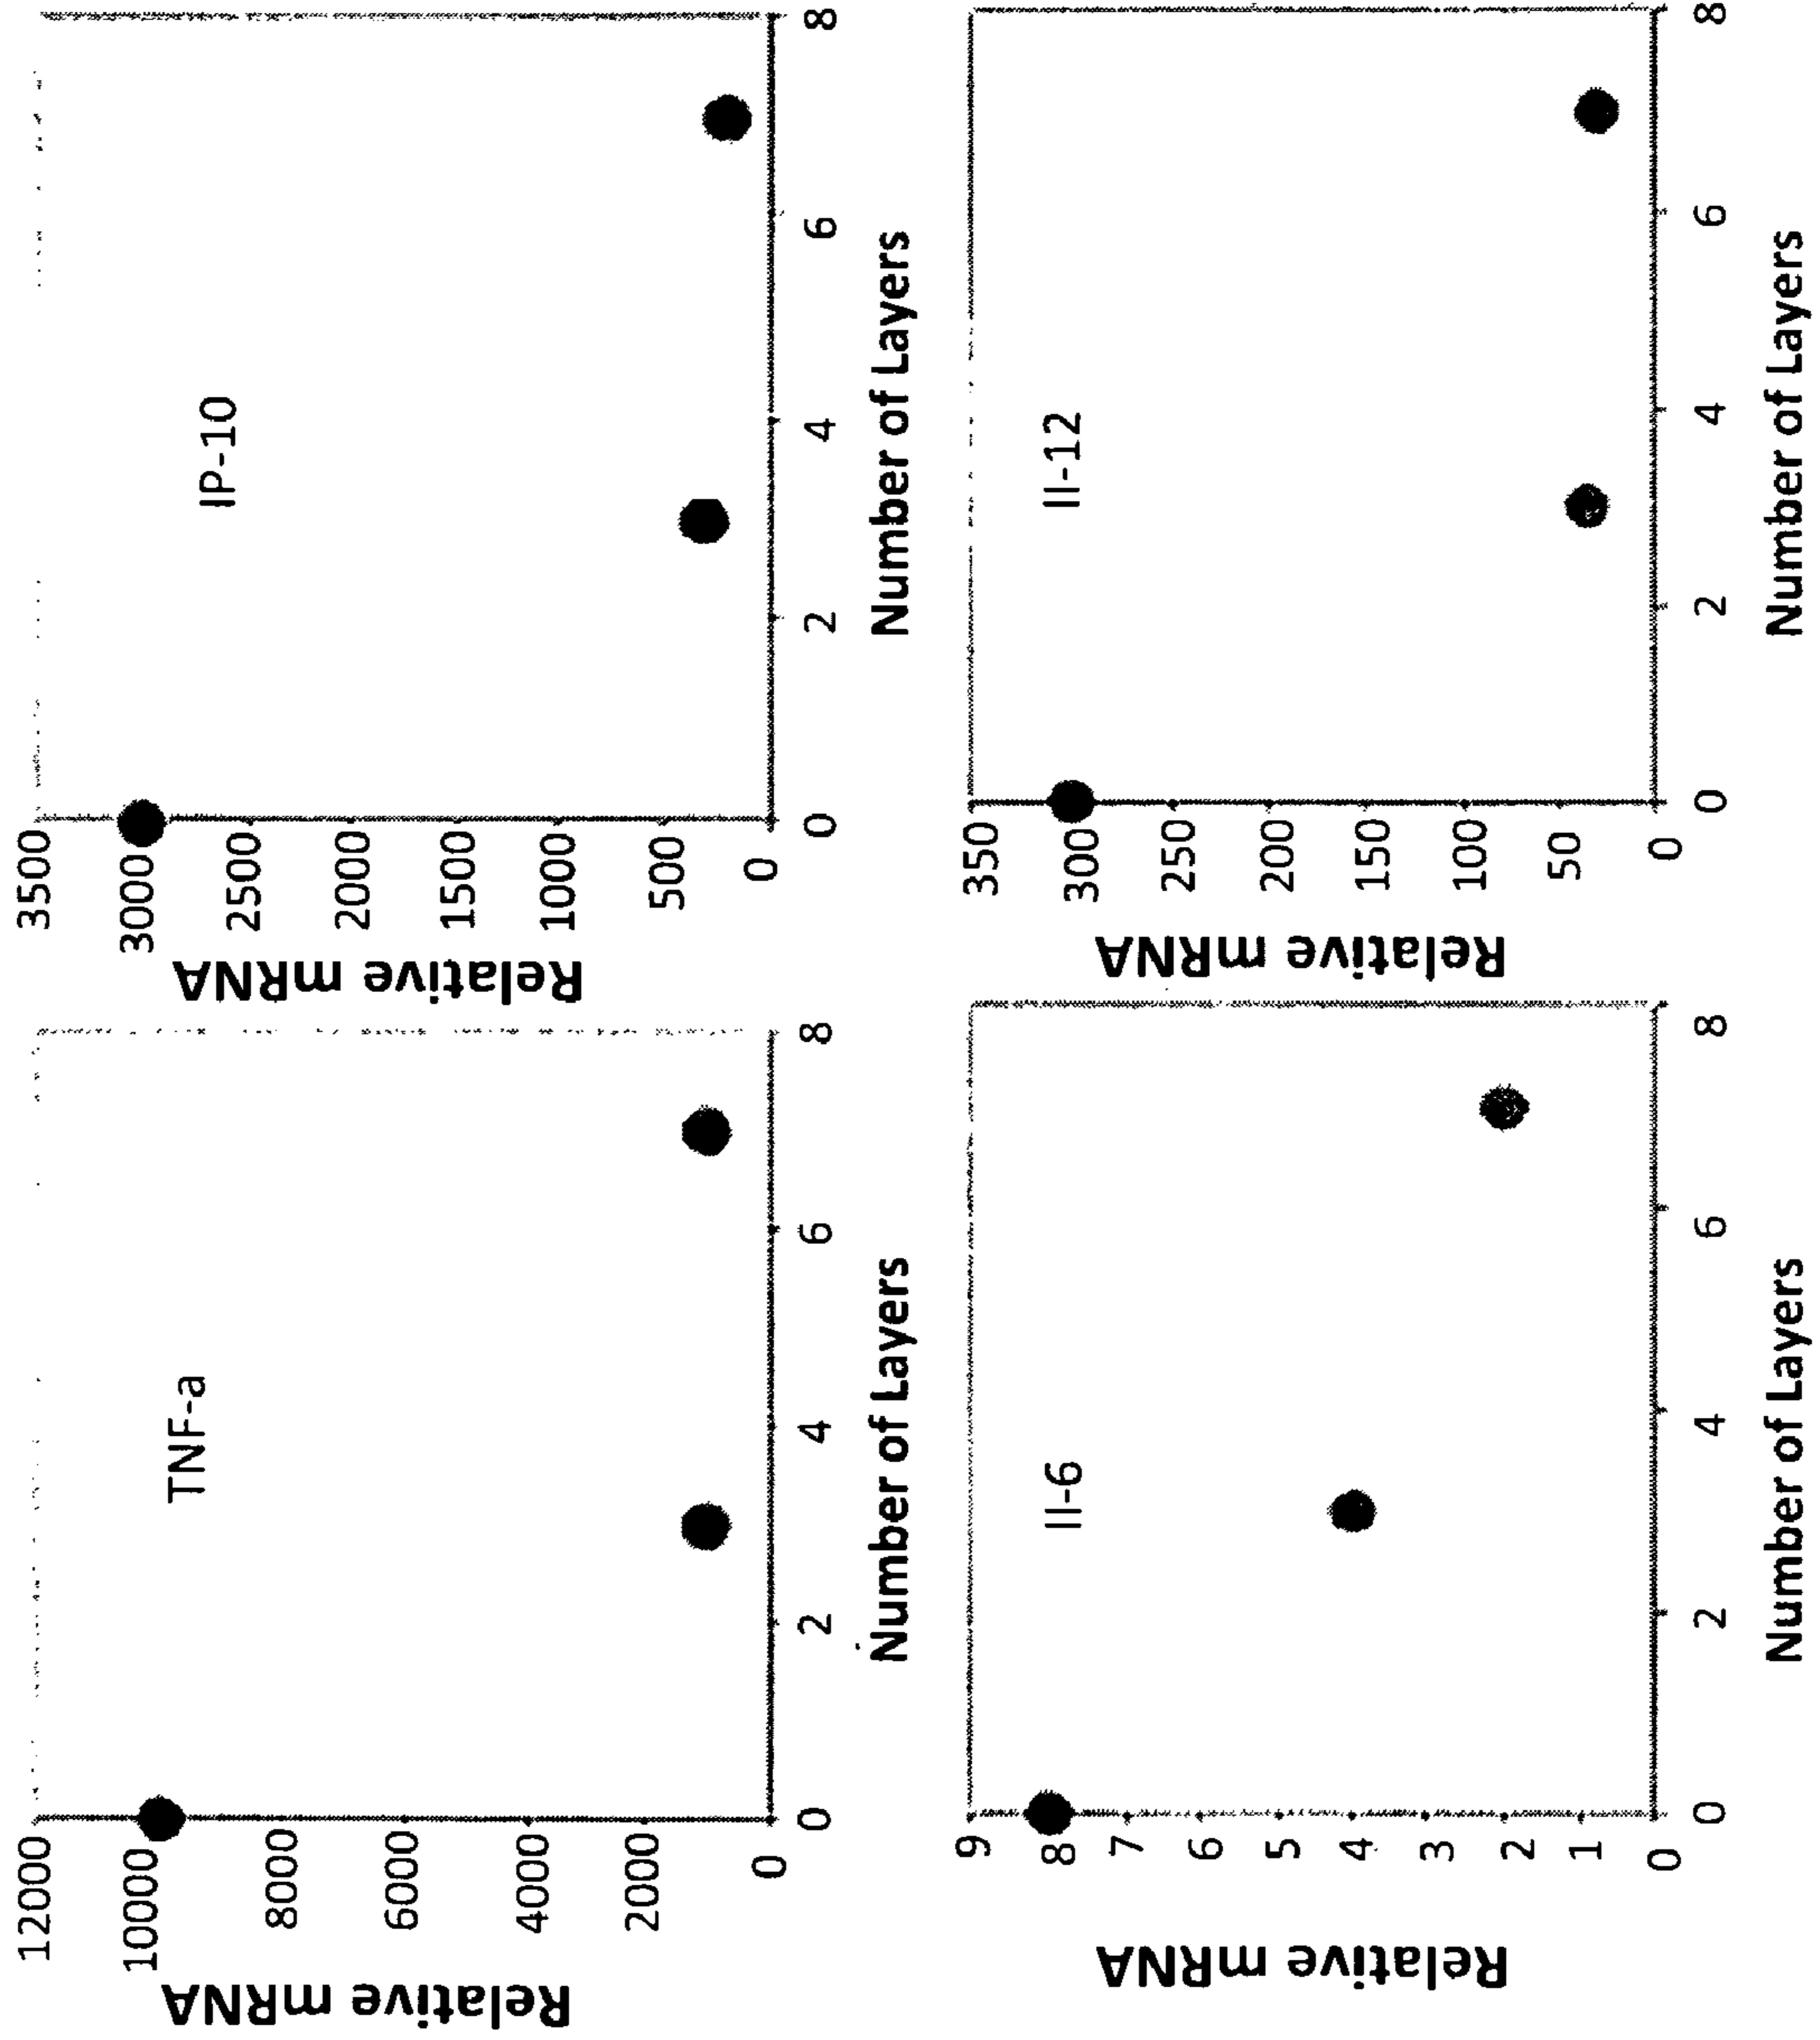 TNF-a
Relative mRNA
12000
10000
8000
6000
4000
2000
0
0 2 4 6 8
Number of Layers
IP-10
Relative mRNA
3500
3000
2500
2000
1500
1000
500
0
0 2 4 6 8
Number of Layers
Il-6
Relative mRNA
9
8
7
6
5
4
3
2
1
0
0 2 4 6 8
Number of Layers
Il-12
Relative mRNA
350
300
250
200
150
100
50
0
0 2 4 6 8
Number of Layers